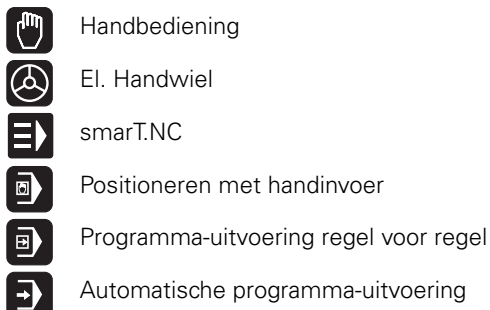 Handbediening
El. Handwiel
smarT.NC
Positioneren met handinvoer
Programma-uitvoering regel voor regel
Automatische programma-uitvoering